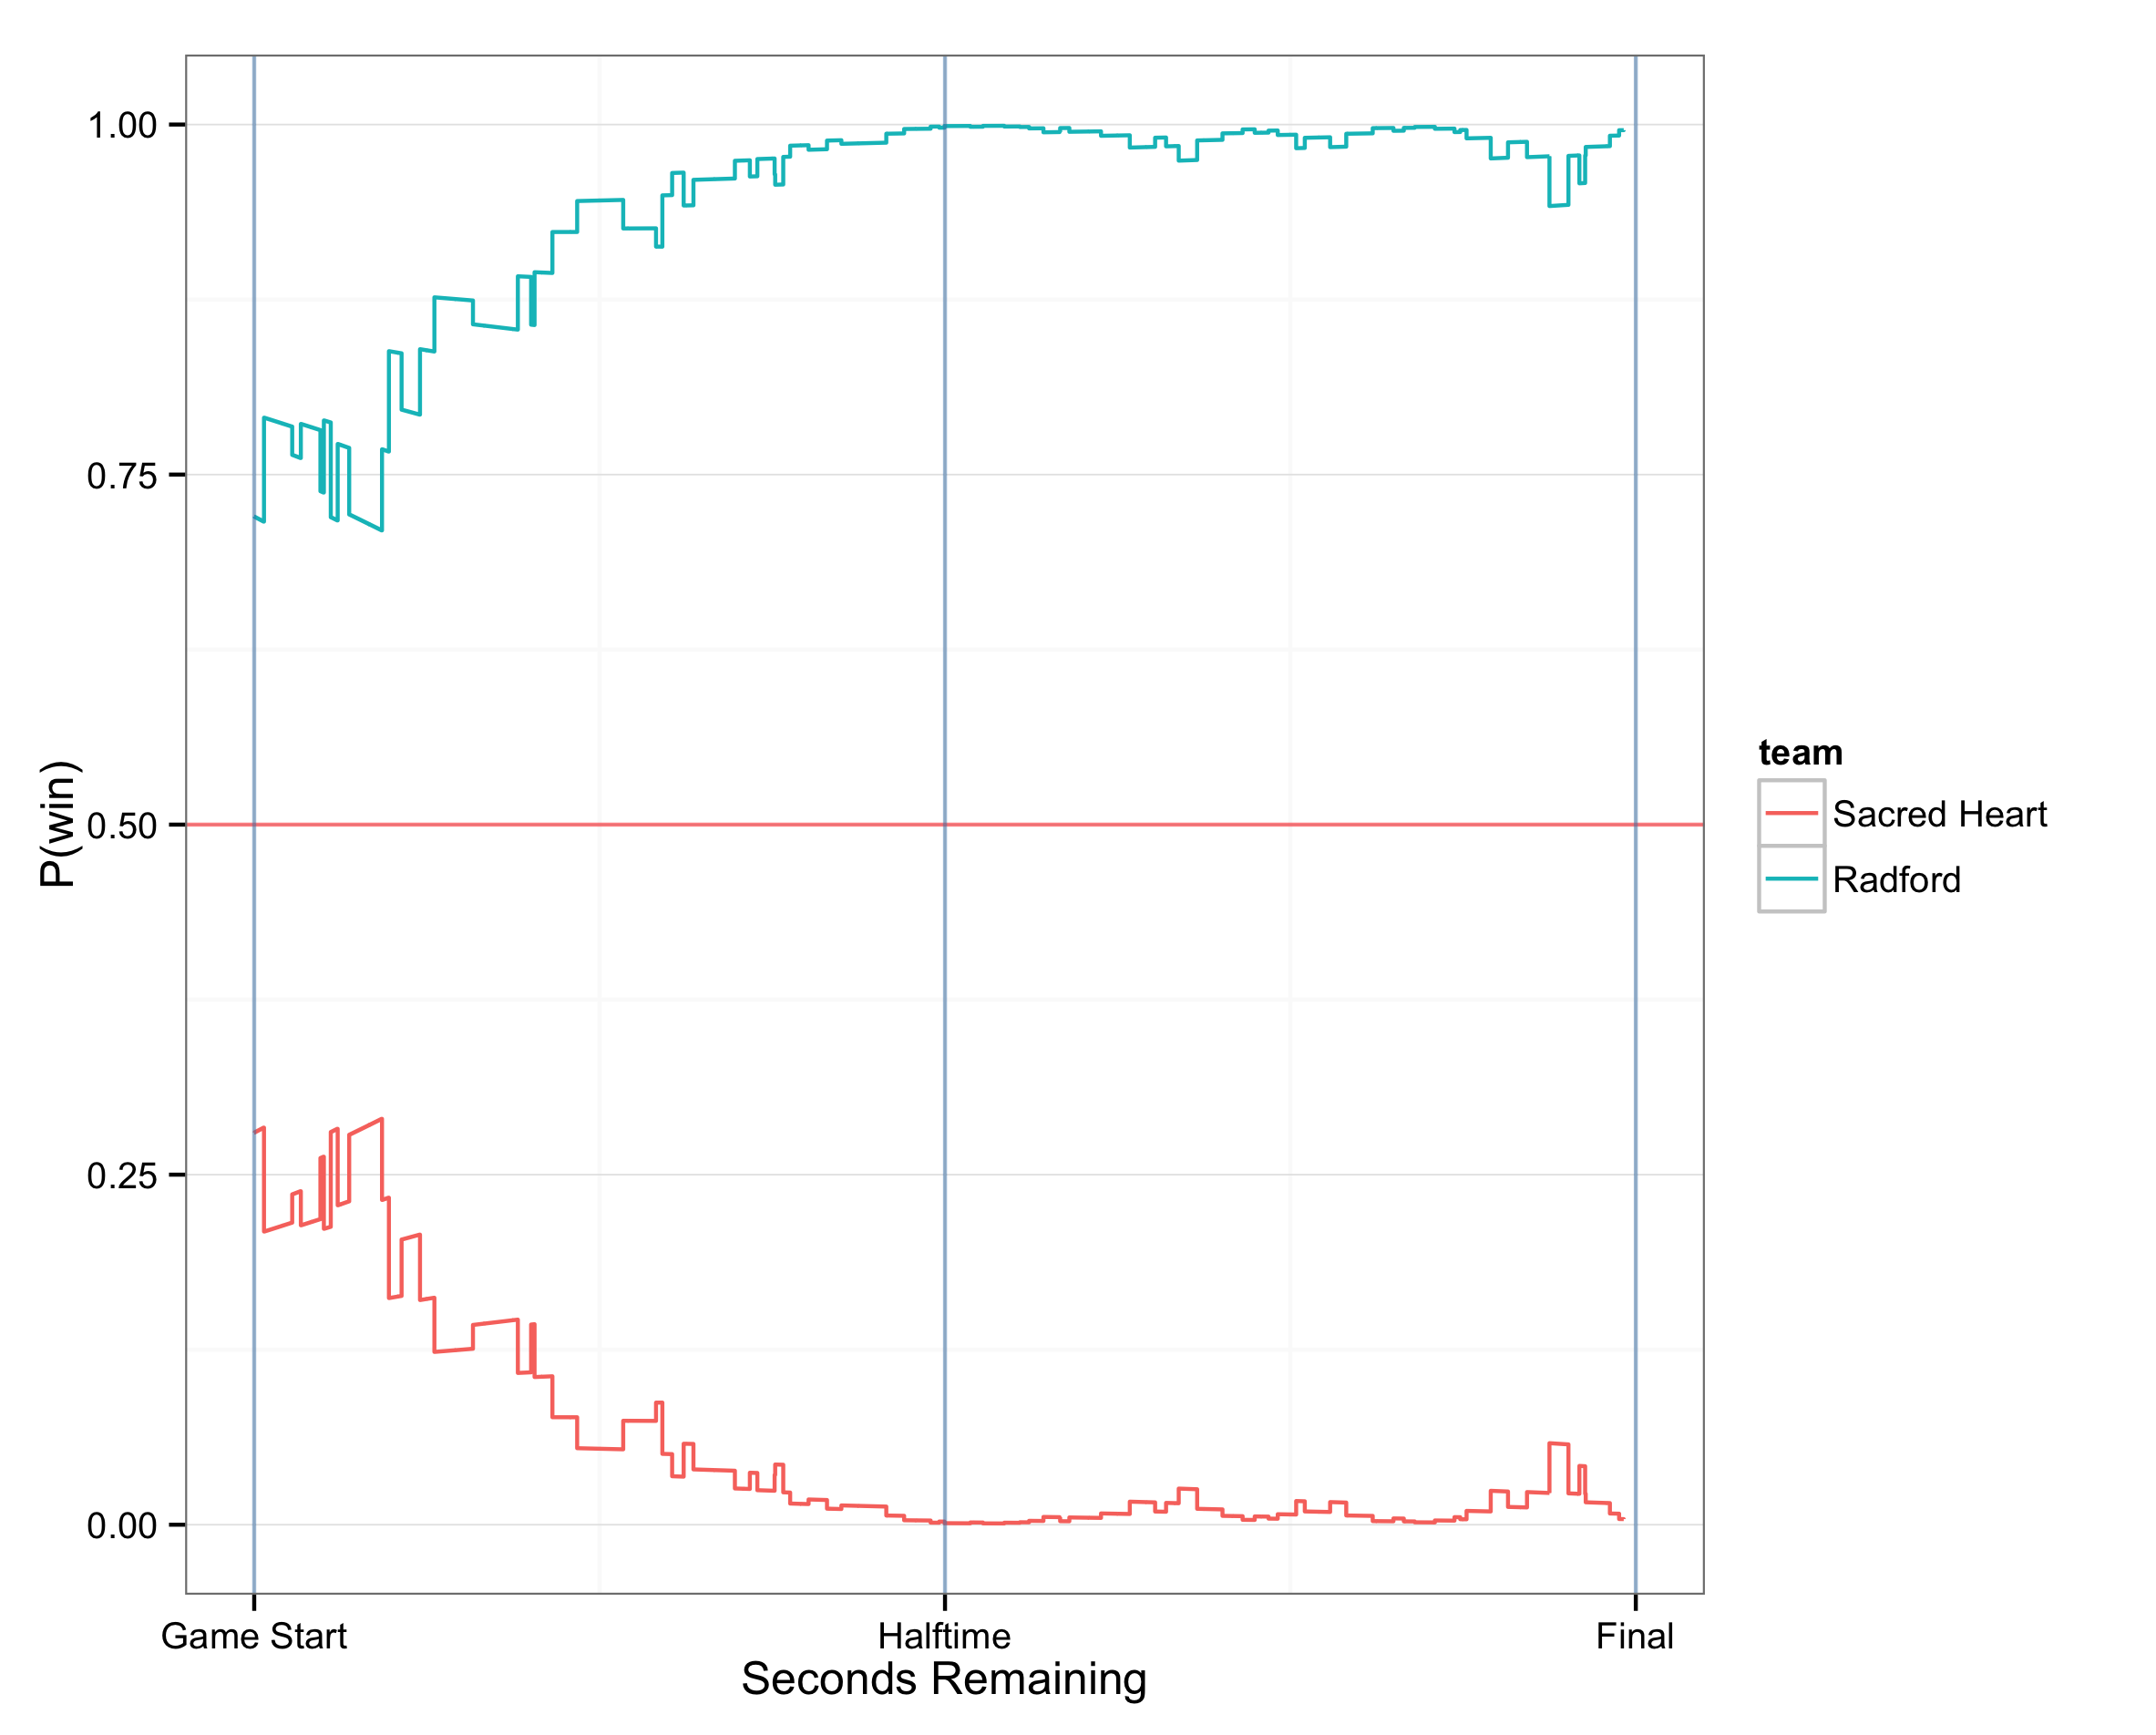 1.00
0.75
0.50
0.25
0.00
P(win)
Game Start
Halftime
Final
Seconds Remaining
team
Sacred Heart
Radford